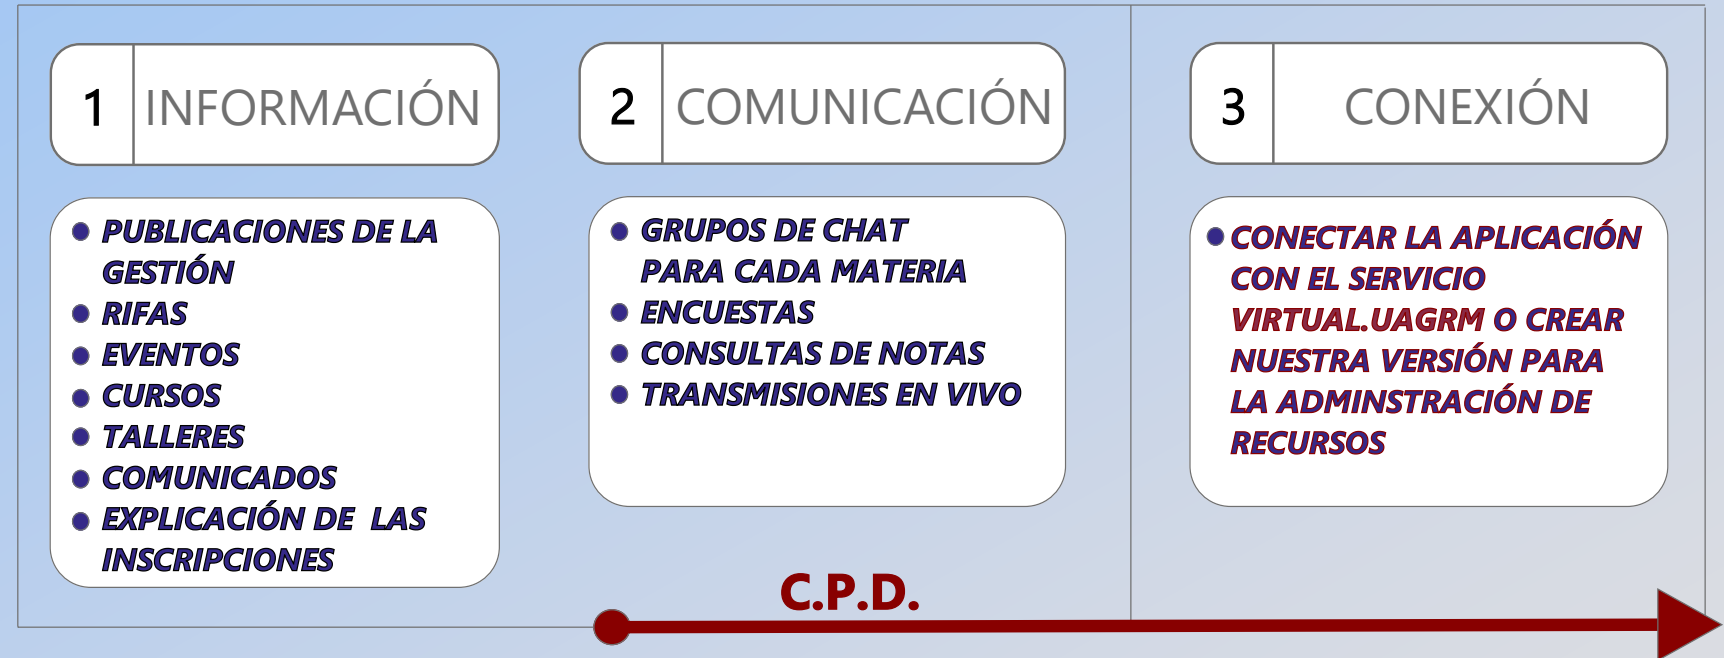 1 INFORMACIÓN
PUBLICACIONES DE LA
GESTIÓN
RIFAS
EVENTOS
CURSOS
TALLERES
COMUNICADOS
EXPLICACIÓN DE LAS
INSCRIPCIONES
2 COMUNICACIÓN
GRUPOS DE CHAT
PARA CADA MATERIA
ENCUESTAS
CONSULTAS DE NOTAS
TRANSMISIONES EN VIVO
3 CONEXIÓN
CONECTAR LA APLICACIÓN
CON EL SERVICIO
VIRTUAL.UAGRM O CREAR
NUESTRA VERSIÓN PARA
LA ADMINSTRACIÓN DE
RECURSOS
C.P.D.